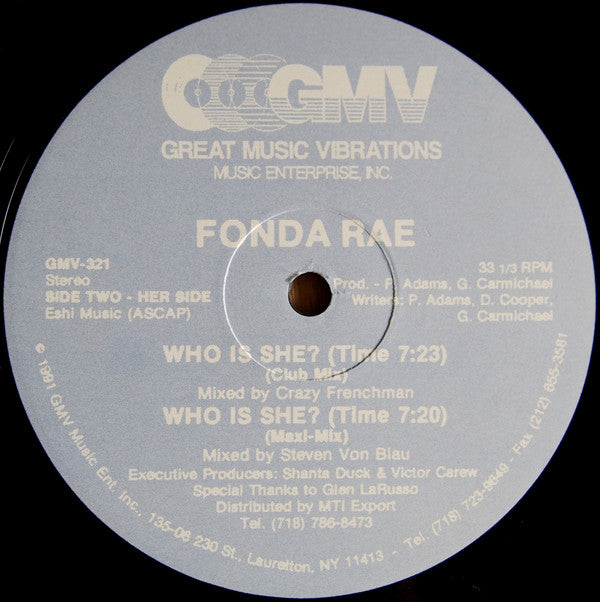 GMV
GREAT MUSIC VIBRATIONS
MUSIC ENTERPRISE, INC.
FONDA RAE
GMV-321
Stereo
SIDE TWO - HER SIDE
Eshi Music (ASCAP)
33 1/3 RPM
Prod. - P. Adams, G. Carmichael
Writers: P. Adams, D. Cooper,
G. Carmichael
WHO IS SHE? (Time 7:23)
(Club Mix)
Mixed by Crazy Frenchman
WHO IS SHE? (Time 7:20)
(Maxi-Mix)
Mixed by Steven Von Blau
Executive Producers: Shanta Duck & Victor Carew
Special Thanks to Glen LaRusso
Distributed by MTI Export
Tel. (718) 786-8473
© 1991 GMV Music Ent. Inc., 135-06 230 St., Laurelton, NY 11413 - Tel. (718) 723-9649 - Fax (212) 855-3581